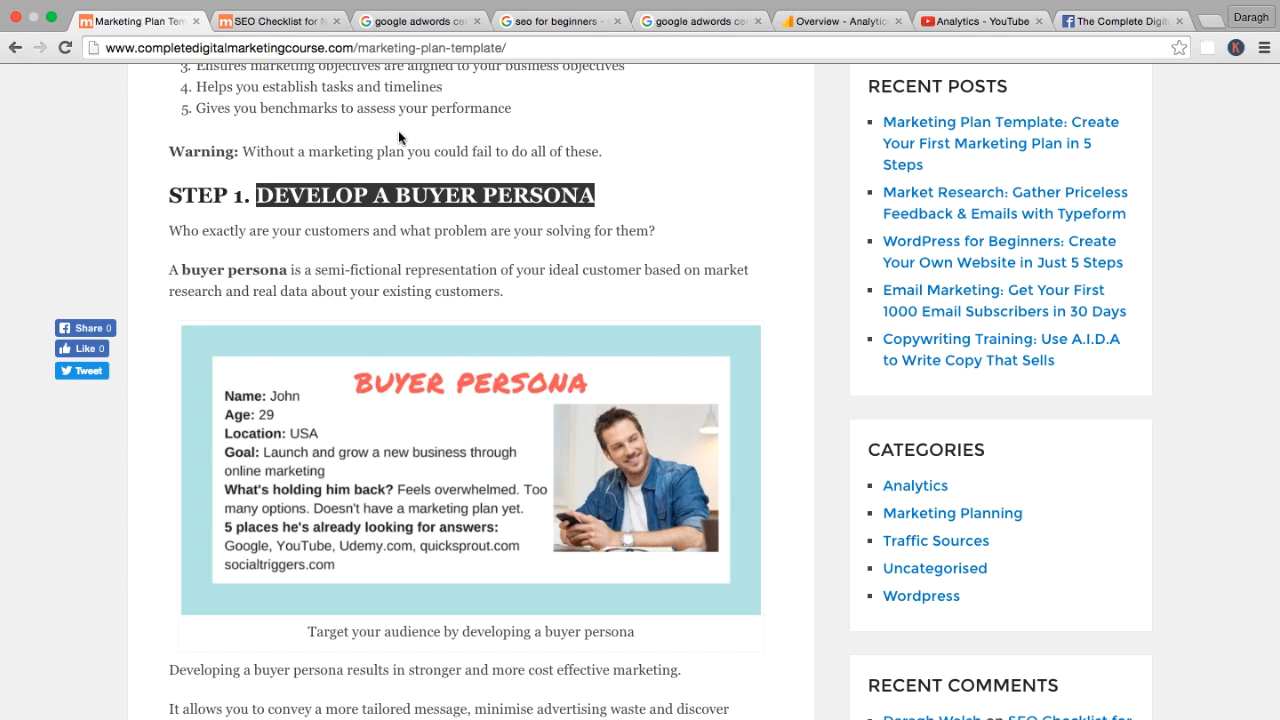 Marketing Plan Tem
SEO Checklist for N
google adwords ce
seo for beginners -
google adwords ce
Overview - Analytic
Analytics - YouTube
The Complete Digit
Daragh
www.completedigitalmarketingcourse.com/marketing-plan-template/
3. Ensures marketing objectives are aligned to your business objectives
4. Helps you establish tasks and timelines
5. Gives you benchmarks to assess your performance
Warning: Without a marketing plan you could fail to do all of these.
STEP 1. DEVELOP A BUYER PERSONA
Who exactly are your customers and what problem are your solving for them?
A buyer persona is a semi-fictional representation of your ideal customer based on market
research and real data about your existing customers.
Share 0
Like 0
Tweet
BUYER PERSONA
Name: John
Age: 29
Location: USA
Goal: Launch and grow a new business through
online marketing
What's holding him back? Feels overwhelmed. Too
many options. Doesn't have a marketing plan yet.
5 places he's already looking for answers:
Google, YouTube, Udemy.com, quicksprout.com
socialtriggers.com
Target your audience by developing a buyer persona
Developing a buyer persona results in stronger and more cost effective marketing.
It allows you to convey a more tailored message, minimise advertising waste and discover
RECENT POSTS
Marketing Plan Template: Create
Your First Marketing Plan in 5
Steps
Market Research: Gather Priceless
Feedback & Emails with Typeform
WordPress for Beginners: Create
Your Own Website in Just 5 Steps
Email Marketing: Get Your First
1000 Email Subscribers in 30 Days
Copywriting Training: Use A.I.D.A
to Write Copy That Sells
CATEGORIES
Analytics
Marketing Planning
Traffic Sources
Uncategorised
Wordpress
RECENT COMMENTS
Daragh Walsh on SEO Checklist for